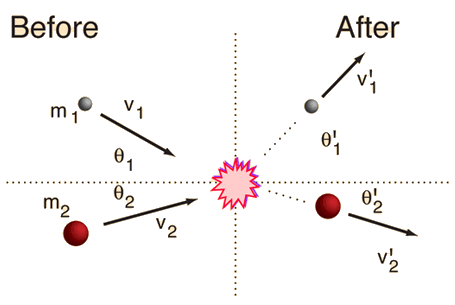 Before
After
m₁
v₁
v'₁
θ₁
θ'₁
θ₂
θ'₂
m₂
v₂
v'₂